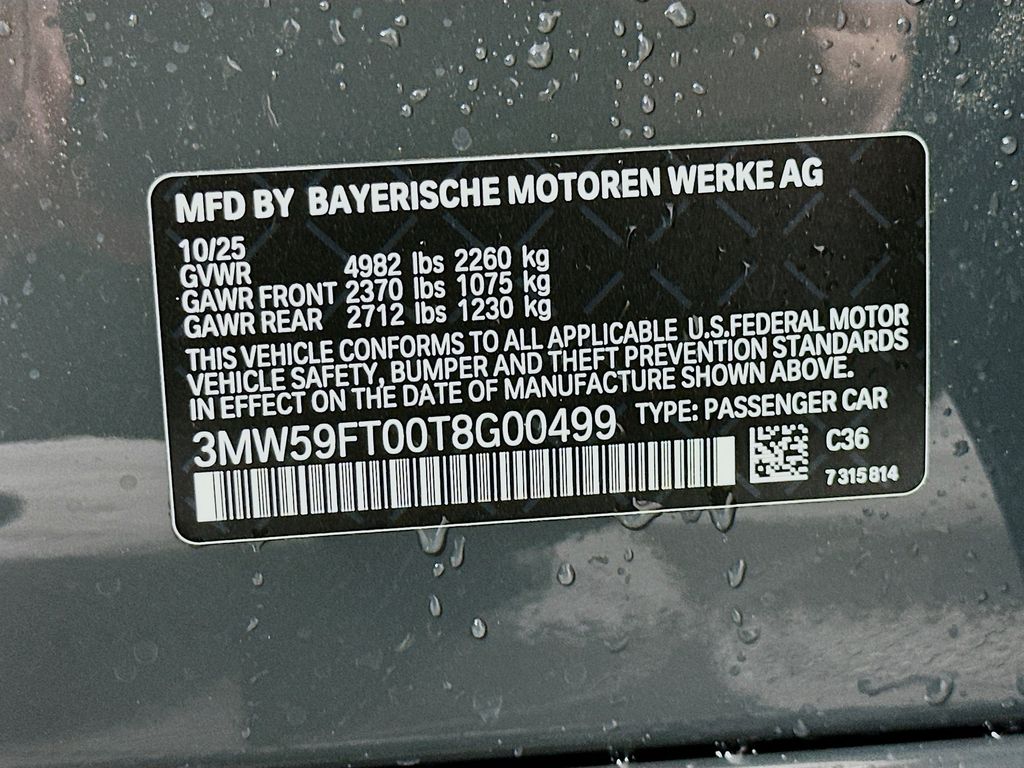 MFD BY BAYERISCHE MOTOREN WERKE AG
10/25
GVWR 4982 lbs 2260 kg
GAWR FRONT 2370 lbs 1075 kg
GAWR REAR 2712 lbs 1230 kg
THIS VEHICLE CONFORMS TO ALL APPLICABLE U.S.FEDERAL MOTOR
VEHICLE SAFETY, BUMPER AND THEFT PREVENTION STANDARDS
IN EFFECT ON THE DATE OF MANUFACTURE SHOWN ABOVE.
3MW59FT00T8G00499 TYPE: PASSENGER CAR
C36
7315814